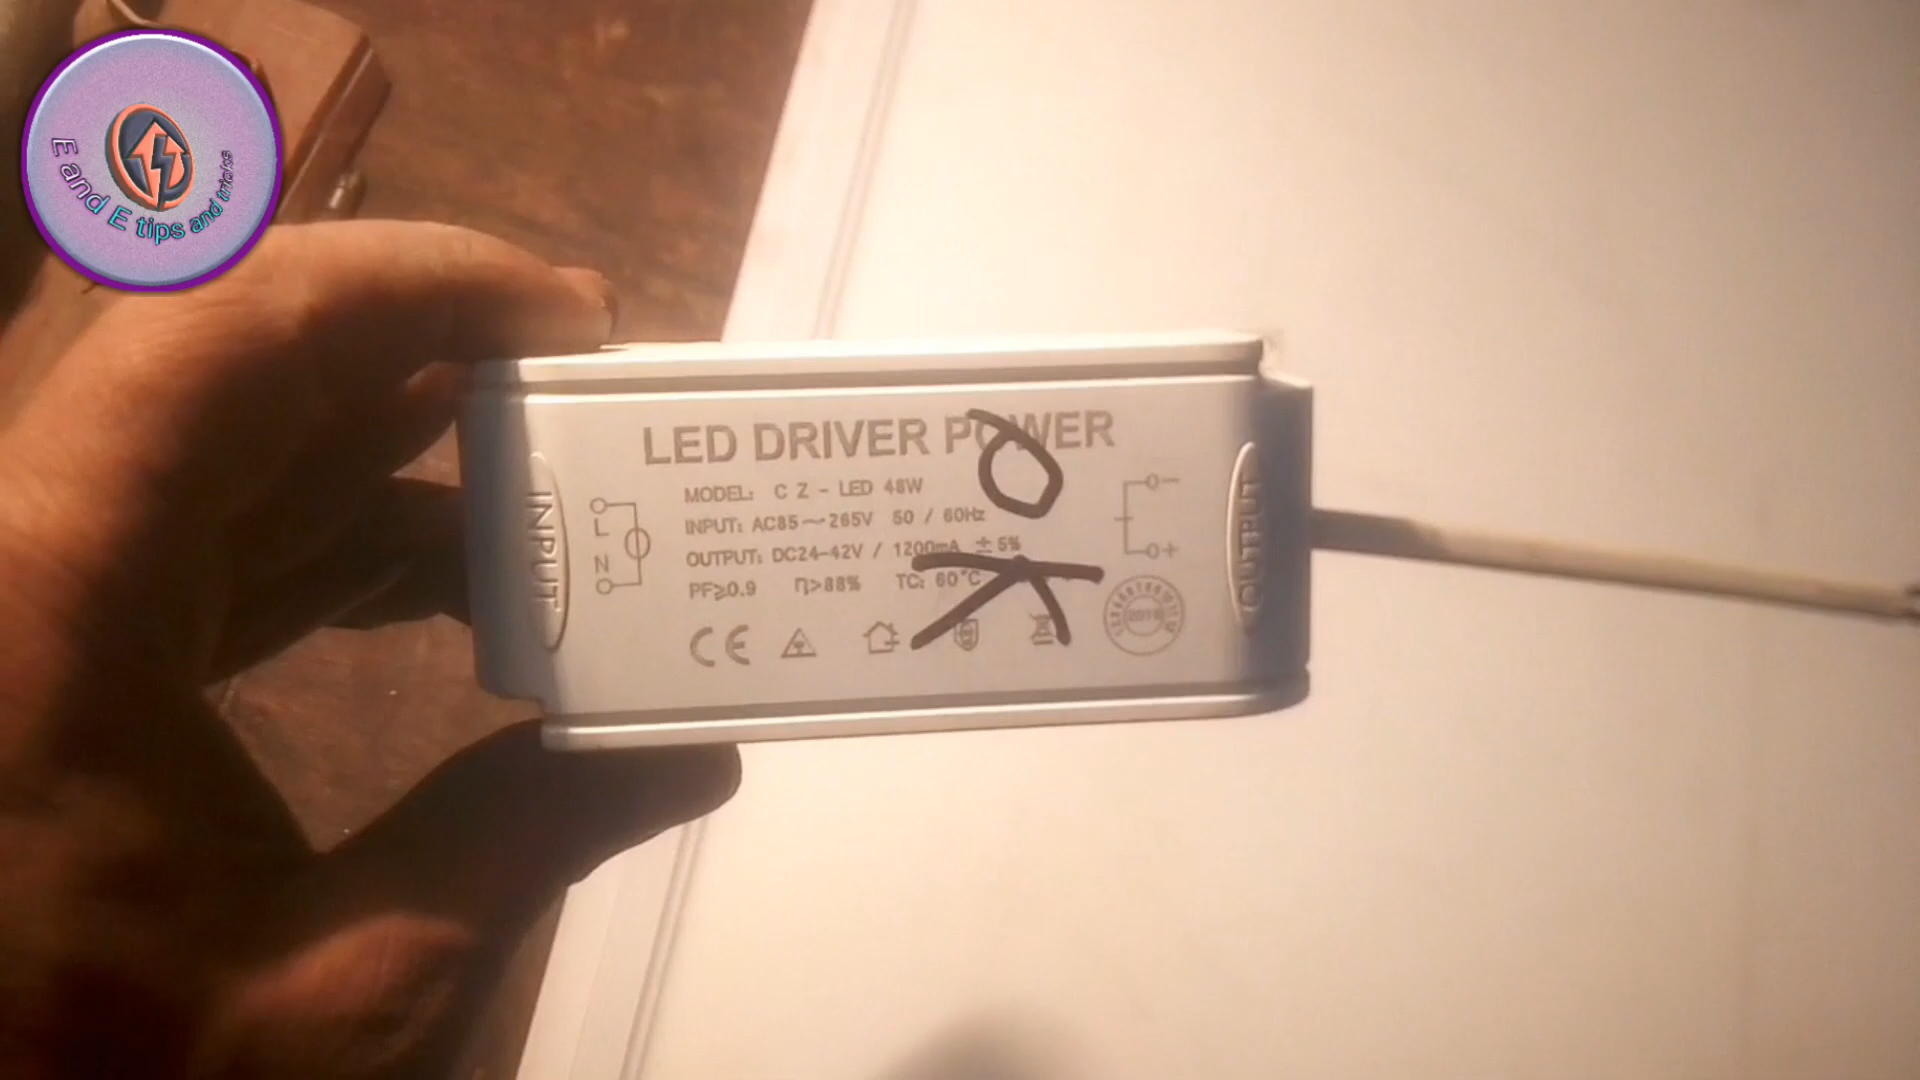 E and E tips and tricks
LED DRIVER POWER
MODEL: C Z - LED 48W
INPUT: AC85~265V 50 / 60Hz
OUTPUT: DC24-42V / 1200mA ±5%
PF≥0.9 η>88% TC: 60°C
CE
INPUT
L
N
OUTPUT
OK